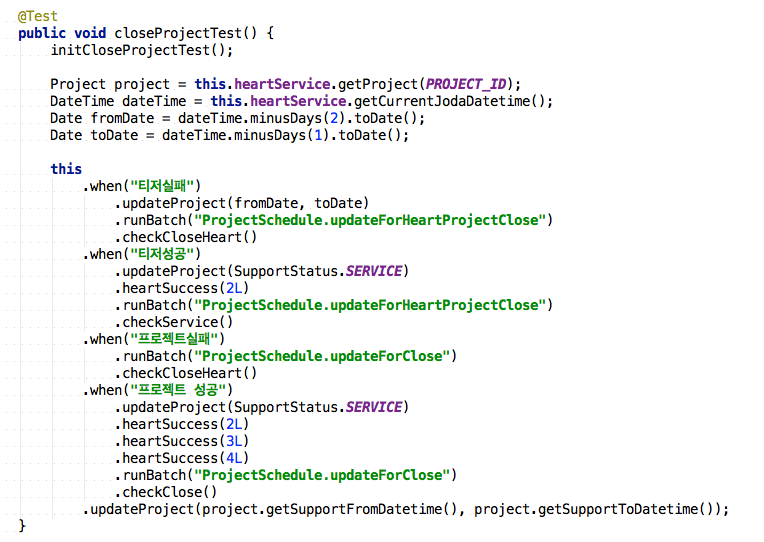 @Test
public void closeProjectTest() {
    initCloseProjectTest();

    Project project = this.heartService.getProject(PROJECT_ID);
    DateTime dateTime = this.heartService.getCurrentJodaDatetime();
    Date fromDate = dateTime.minusDays(2).toDate();
    Date toDate = dateTime.minusDays(1).toDate();

    this
        .when("티저실패")
            .updateProject(fromDate, toDate)
            .runBatch("ProjectSchedule.updateForHeartProjectClose")
            .checkCloseHeart()
        .when("티저성공")
            .updateProject(SupportStatus.SERVICE)
            .heartSuccess(2L)
            .runBatch("ProjectSchedule.updateForHeartProjectClose")
            .checkService()
        .when("프로젝트실패")
            .runBatch("ProjectSchedule.updateForClose")
            .checkCloseHeart()
        .when("프로젝트 성공")
            .updateProject(SupportStatus.SERVICE)
            .heartSuccess(2L)
            .heartSuccess(3L)
            .heartSuccess(4L)
            .runBatch("ProjectSchedule.updateForClose")
            .checkClose()
        .updateProject(project.getSupportFromDatetime(), project.getSupportToDatetime());
}